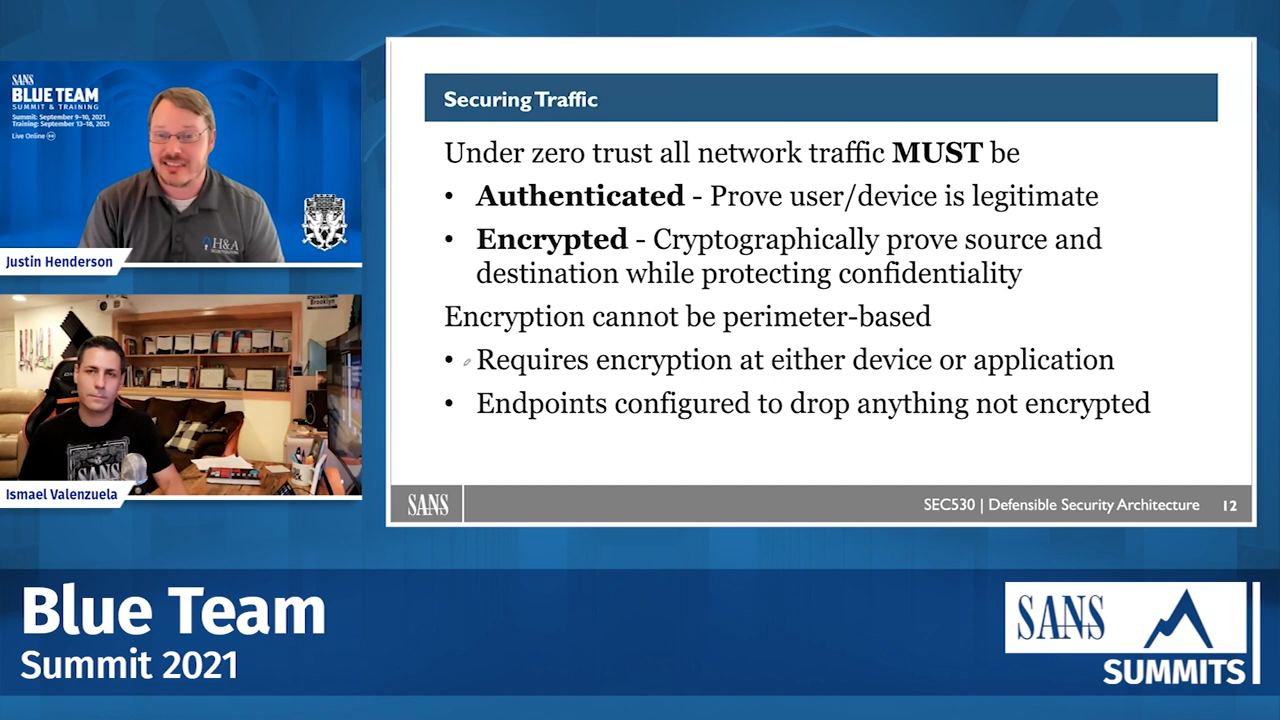 SANS
BLUE TEAM
SUMMIT & TRAINING
Summit: September 9-10, 2021
Training: September 13-18, 2021
Live Online
H&A
Justin Henderson
Brooklyn
SANS
Ismael Valenzuela
Securing Traffic
Under zero trust all network traffic MUST be
• Authenticated - Prove user/device is legitimate
• Encrypted - Cryptographically prove source and
destination while protecting confidentiality
Encryption cannot be perimeter-based
• Requires encryption at either device or application
• Endpoints configured to drop anything not encrypted
SANS
SEC530 | Defensible Security Architecture 12
Blue Team
Summit 2021
SANS
SUMMITS